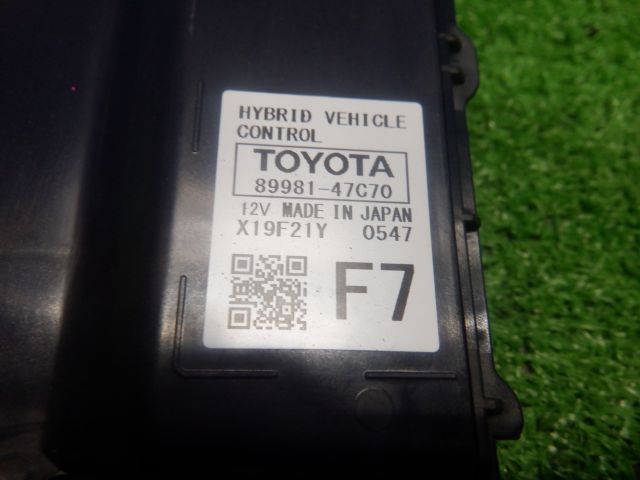 HYBRID VEHICLE
CONTROL
TOYOTA
89981-47C70
12V MADE IN JAPAN
X19F21Y 0547
F7